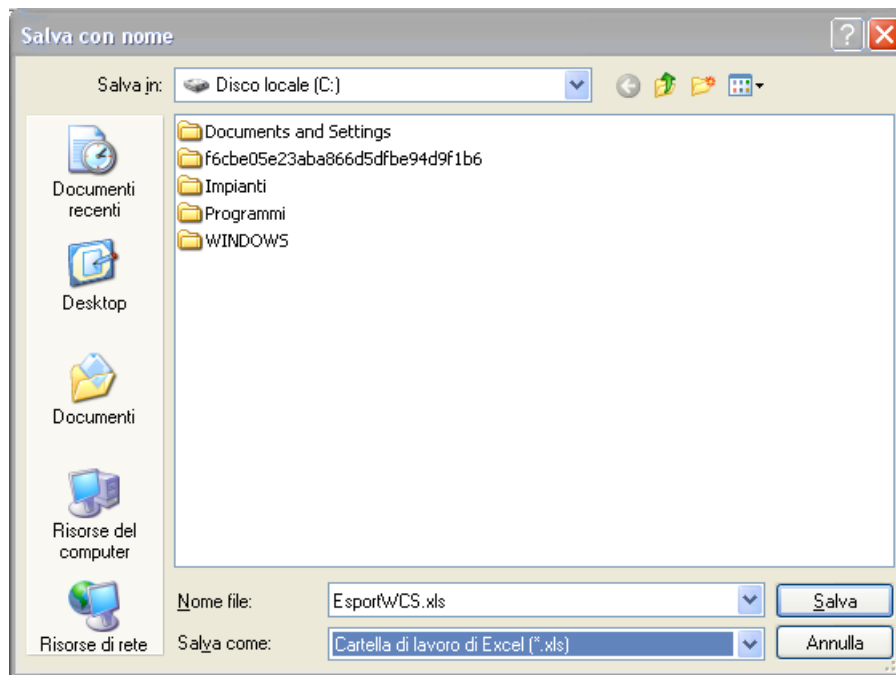 Salva con nome
Salva in:
Disco locale (C:)
Documents and Settings
f6cbe05e23aba866d5dfbe94d9f1b6
Impianti
Programmi
WINDOWS
Documenti
recenti
Desktop
Documenti
Risorse del
computer
Risorse di rete
Nome file:
EsportWCS.xls
Salva
Salva come:
Cartella di lavoro di Excel (*.xls)
Annulla